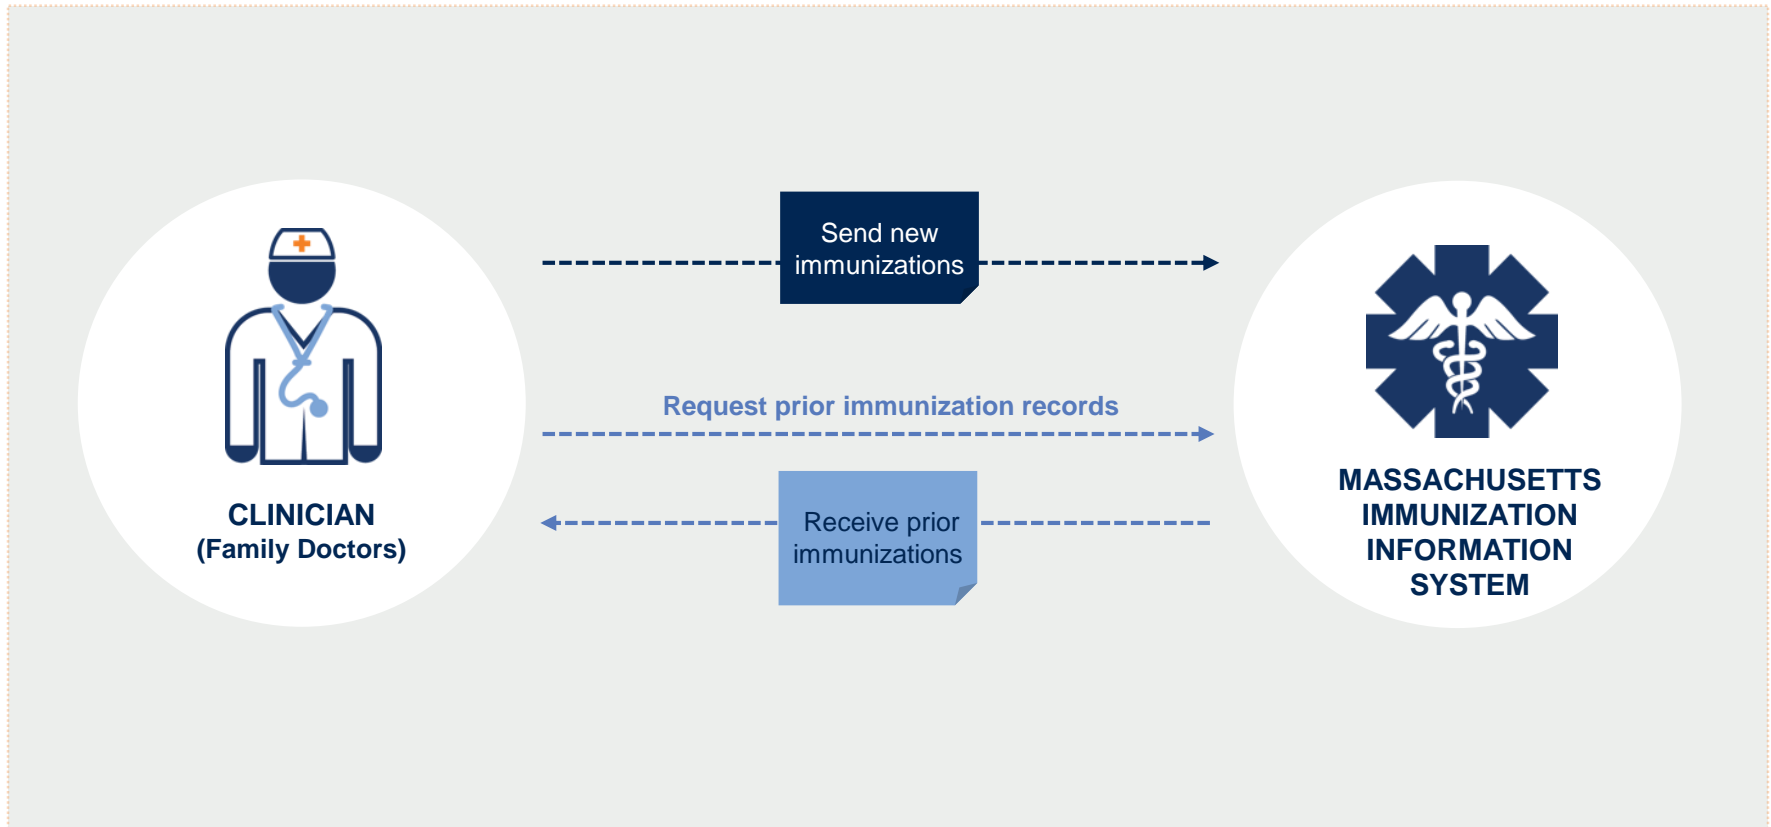 Send new
immunizations
Request prior immunization records
Receive prior
immunizations
CLINICIAN
(Family Doctors)
MASSACHUSETTS
IMMUNIZATION
INFORMATION
SYSTEM